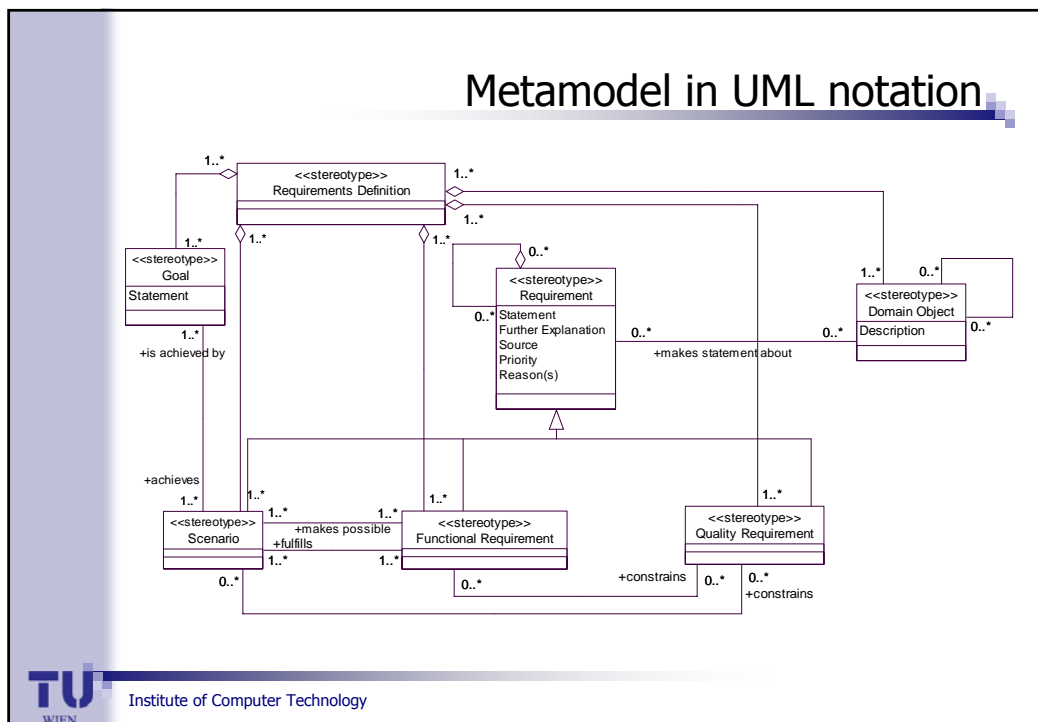 Metamodel in UML notation
1..*
<<stereotype>>
Requirements Definition
1..*
1..*
1..*
1..*
1..*
<<stereotype>>
Goal
Statement
1..*
+is achieved by
0..*
<<stereotype>>
Requirement
0..*
Statement
Further Explanation
Source
Priority
Reason(s)
0..*
+makes statement about
0..*
1..*
0..*
<<stereotype>>
Domain Object
Description
0..*
+achieves
1..*
1..*
<<stereotype>>
Scenario
1..*
1..*
+makes possible
+fulfills
1..*
1..*
1..*
<<stereotype>>
Functional Requirement
1..*
<<stereotype>>
Quality Requirement
0..*
0..*
+constrains
0..*
0..*
+constrains
TU
WIEN
Institute of Computer Technology